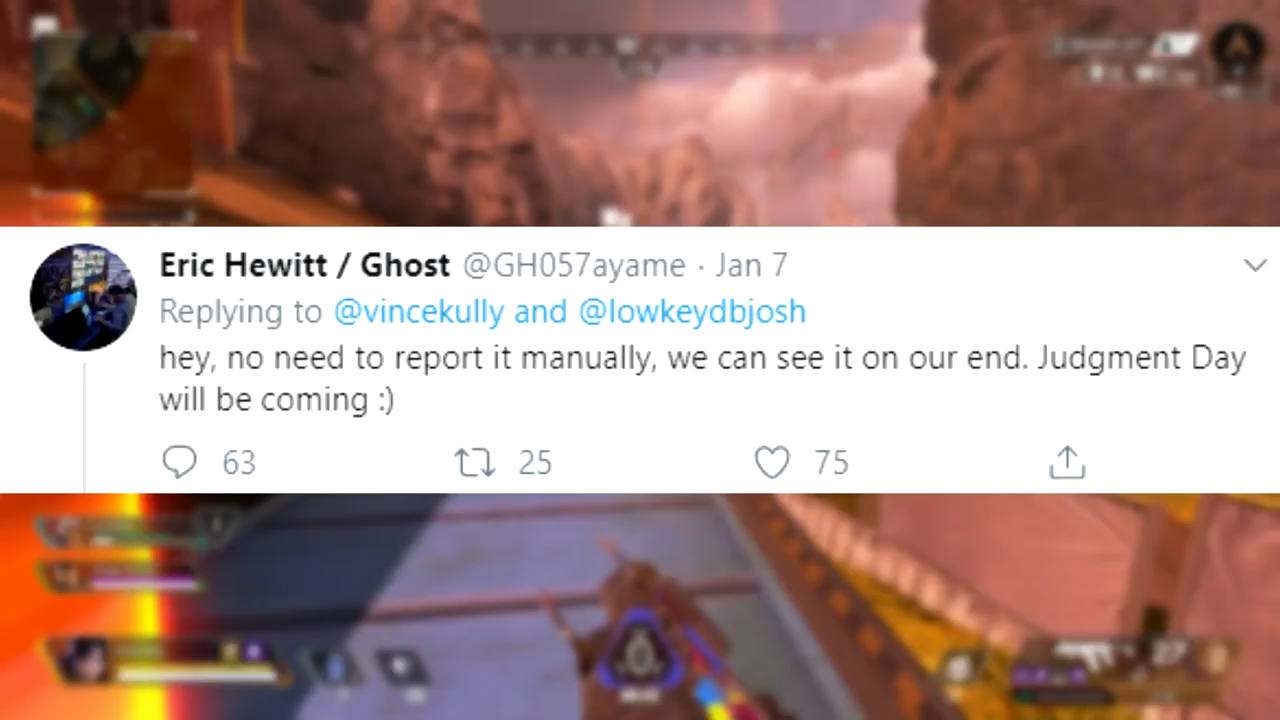 Eric Hewitt / Ghost @GH057ayame · Jan 7
Replying to @vincekully and @lowkeydbjosh
hey, no need to report it manually, we can see it on our end. Judgment Day
will be coming :)
63 25 75
27